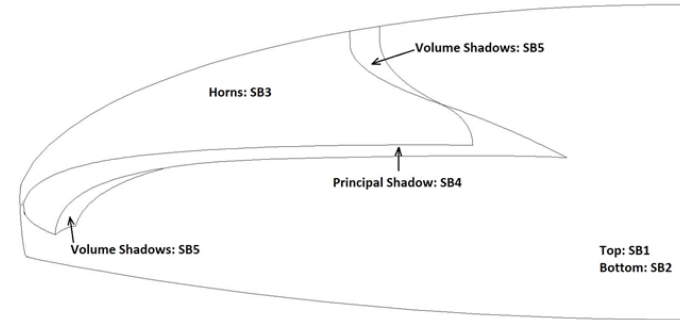 Volume Shadows: SB5
Horns: SB3
Principal Shadow: SB4
Volume Shadows: SB5
Top: SB1
Bottom: SB2